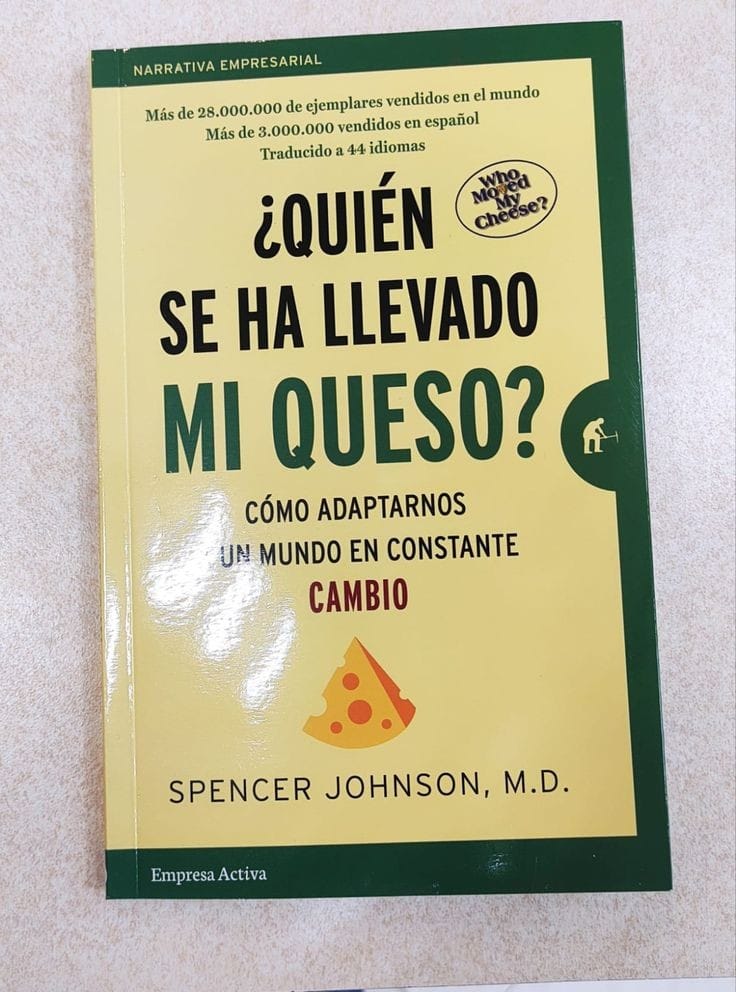 NARRATIVA EMPRESARIAL
Más de 28.000.000 de ejemplares vendidos en el mundo
Más de 3.000.000 vendidos en español
Traducido a 44 idiomas
Who
Moved
My
Cheese?
¿QUIÉN
SE HA LLEVADO
MI QUESO?
CÓMO ADAPTARNOS
UN MUNDO EN CONSTANTE
CAMBIO
SPENCER JOHNSON, M.D.
Empresa Activa